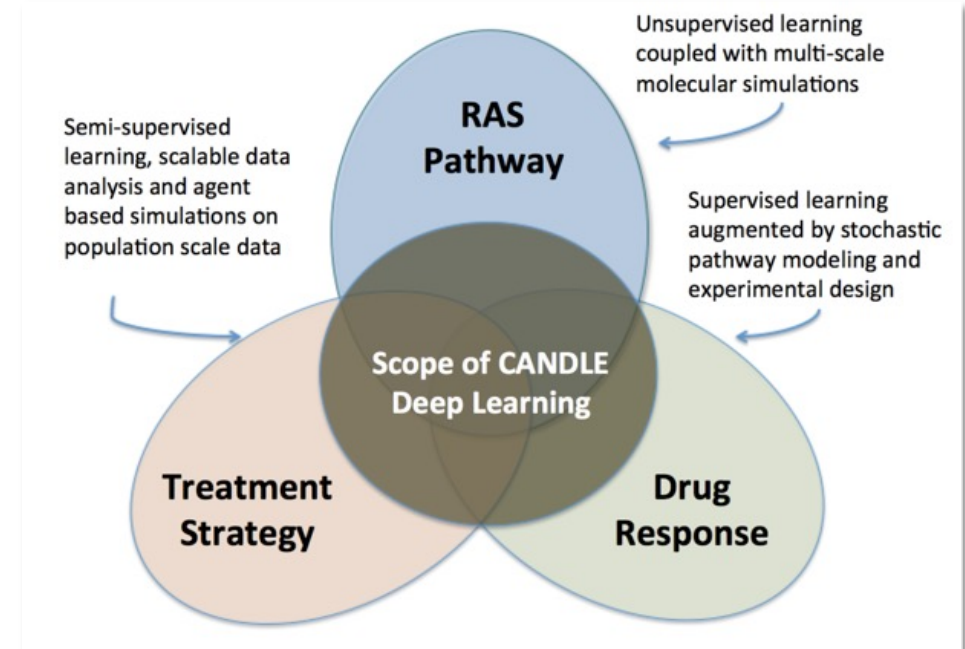 Unsupervised learning
coupled with multi-scale
molecular simulations
RAS
Pathway
Semi-supervised
learning, scalable data
analysis and agent
based simulations on
population scale data
Supervised learning
augmented by stochastic
pathway modeling and
experimental design
Scope of CANDLE
Deep Learning
Treatment
Strategy
Drug
Response